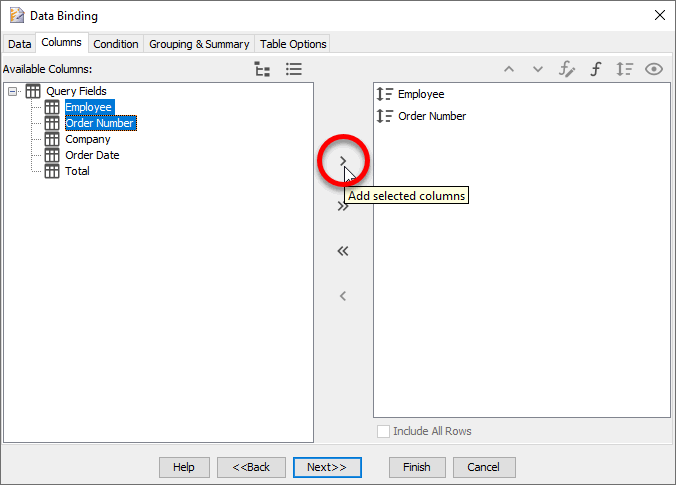 Data Binding
Data Columns Condition Grouping & Summary Table Options
Available Columns:
Query Fields
Employee
Order Number
Company
Order Date
Total
Employee
Order Number
Add selected columns
Include All Rows
Help <<Back Next>> Finish Cancel